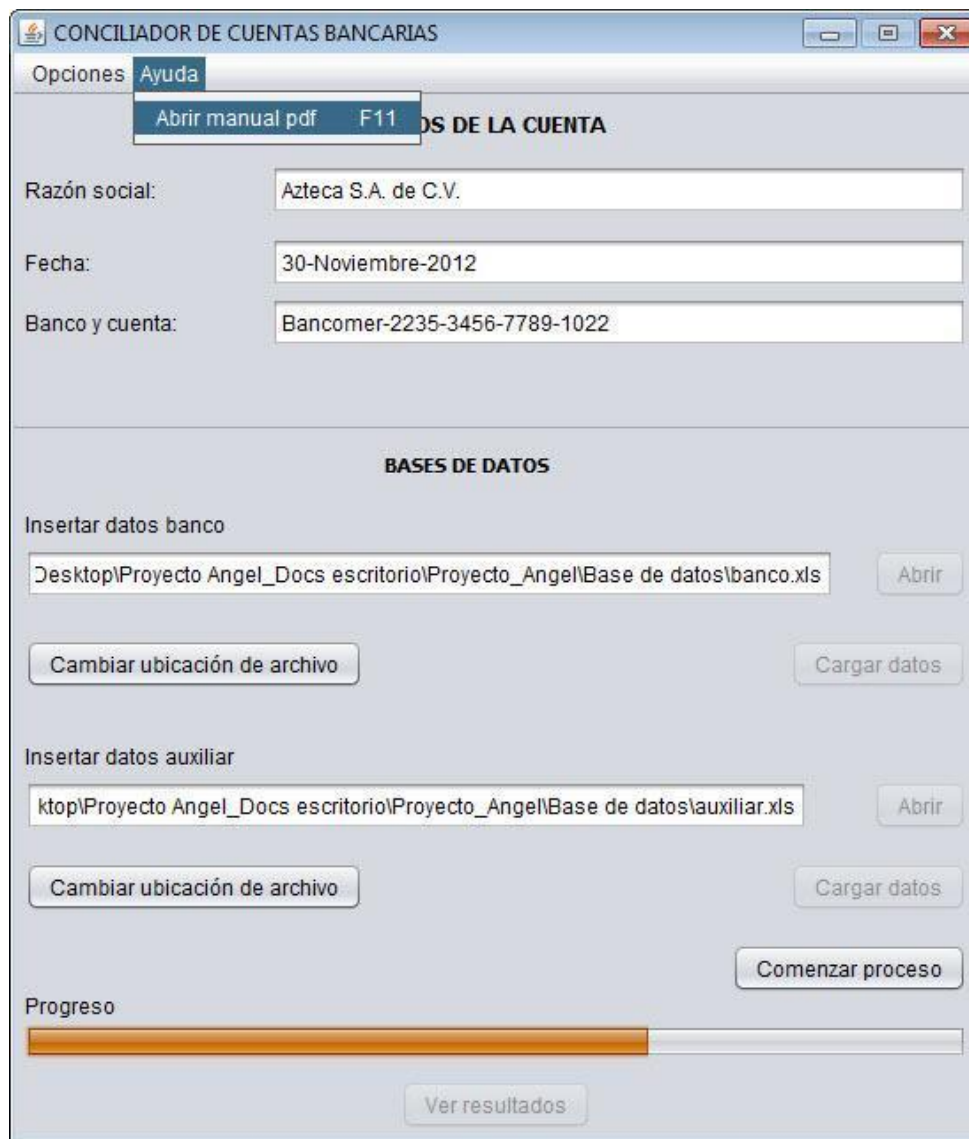 CONCILIADOR DE CUENTAS BANCARIAS
Opciones Ayuda
Abrir manual pdf F11
OS DE LA CUENTA
Razón social: Azteca S.A. de C.V.
Fecha: 30-Noviembre-2012
Banco y cuenta: Bancomer-2235-3456-7789-1022
BASES DE DATOS
Insertar datos banco
Desktop\Proyecto Angel_Docs escritorio\Proyecto_Angel\Base de datos\banco.xls Abrir
Cambiar ubicación de archivo Cargar datos
Insertar datos auxiliar
ktop\Proyecto Angel_Docs escritorio\Proyecto_Angel\Base de datos\auxiliar.xls Abrir
Cambiar ubicación de archivo Cargar datos
Comenzar proceso
Progreso
Ver resultados